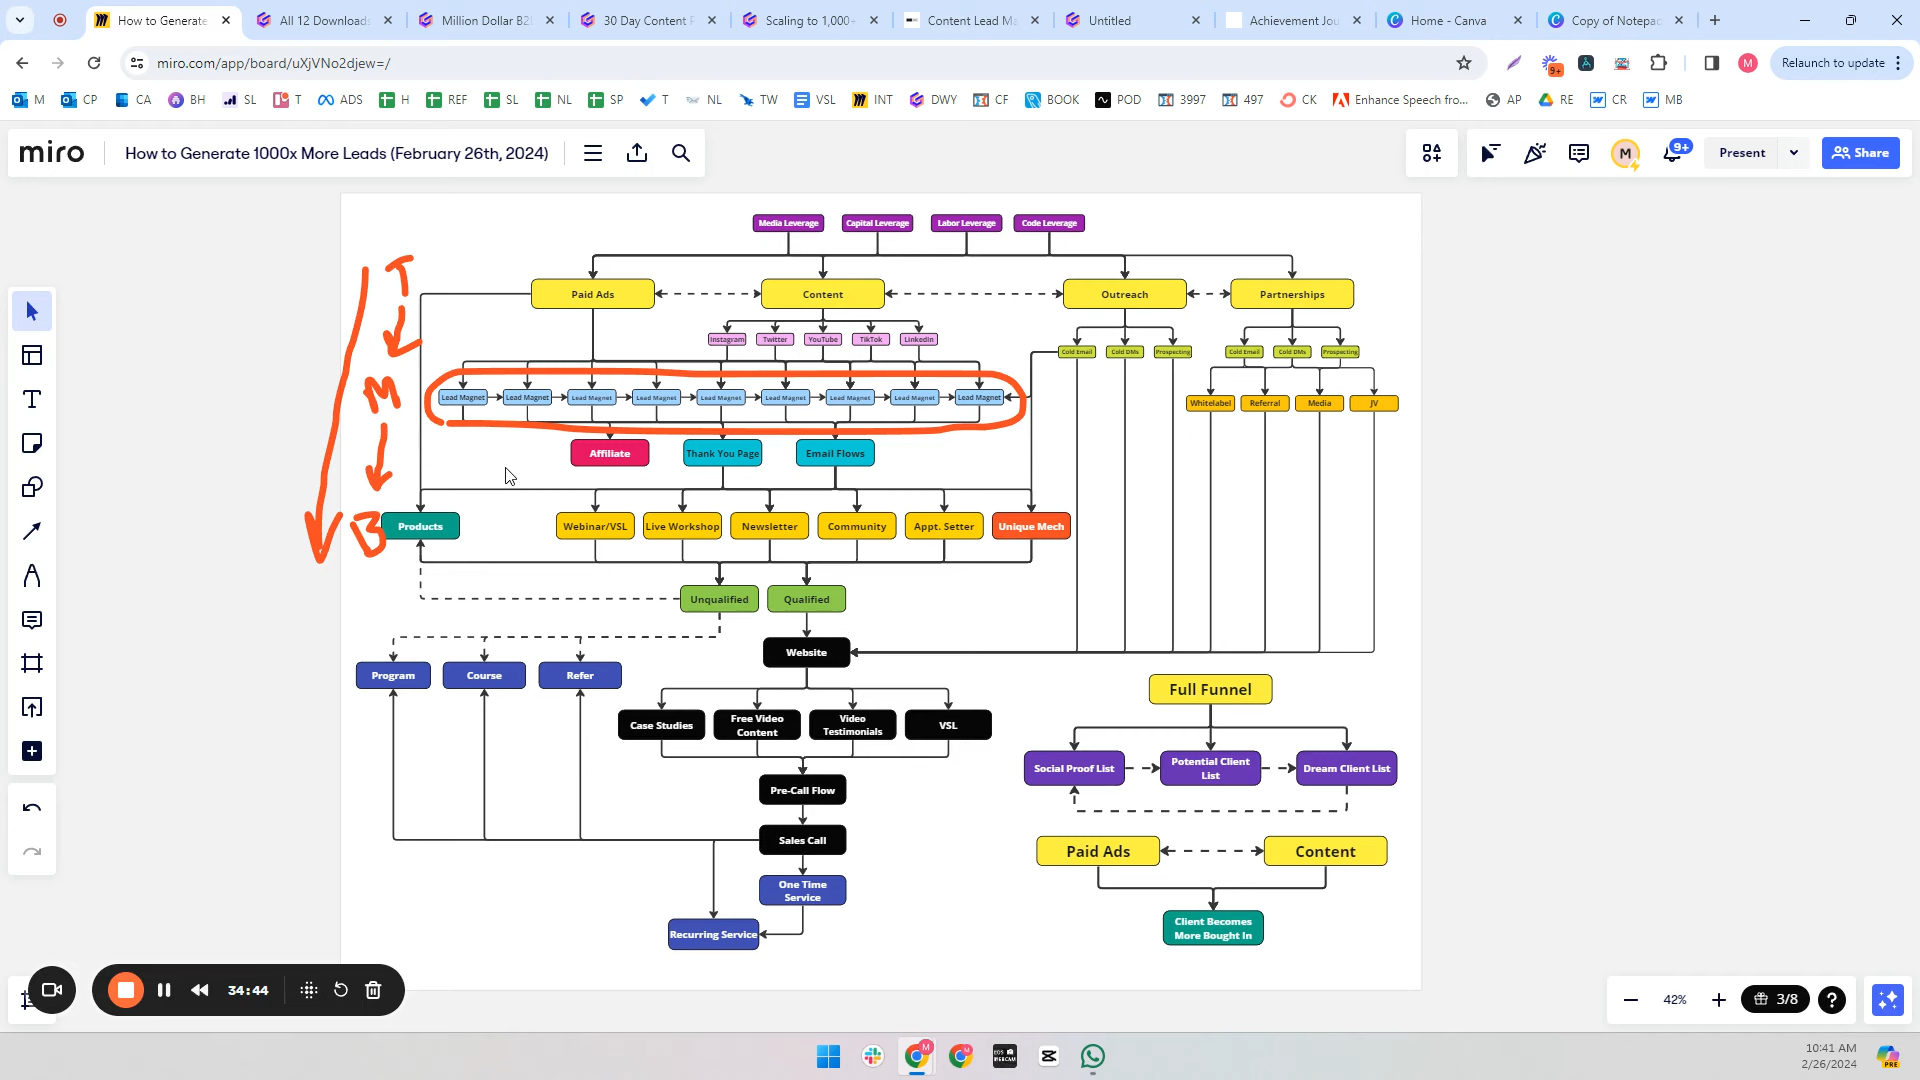 How to Generate
All 12 Downloads
Million Dollar B2
30 Day Content P
Scaling to 1,000+
Content Lead Ma
Untitled
Achievement Jou
Home - Canva
Copy of Notepad
miro.com/app/board/uXjVNo2djew=/
9+
M
Relaunch to update
M
CP
CA
BH
SL
T
ADS
H
REF
SL
NL
SP
T
NL
TW
VSL
INT
DWY
CF
BOOK
POD
3997
497
CK
Enhance Speech fro...
AP
RE
CR
MB
miro
How to Generate 1000x More Leads (February 26th, 2024)
M
9+
Present
Share
Media Leverage
Capital Leverage
Labor Leverage
Code Leverage
T
Paid Ads
Content
Outreach
Partnerships
Instagram
Twitter
YouTube
TikTok
LinkedIn
Cold Email
Cold DMs
Prospecting
Cold Email
Cold DMs
Prospecting
M
Lead Magnet
Lead Magnet
Lead Magnet
Lead Magnet
Lead Magnet
Lead Magnet
Lead Magnet
Lead Magnet
Lead Magnet
Whitelabel
Referral
Media
JV
Affiliate
Thank You Page
Email Flows
B
Products
Webinar/VSL
Live Workshop
Newsletter
Community
Appt. Setter
Unique Mech
Unqualified
Qualified
Website
Program
Course
Refer
Full Funnel
Case Studies
Free Video
Content
Video
Testimonials
VSL
Social Proof List
Potential Client
List
Dream Client List
Pre-Call Flow
Sales Call
Paid Ads
Content
One Time
Service
Recurring Service
Client Becomes
More Bought In
34:44
42%
3/8
10:41 AM
2/26/2024